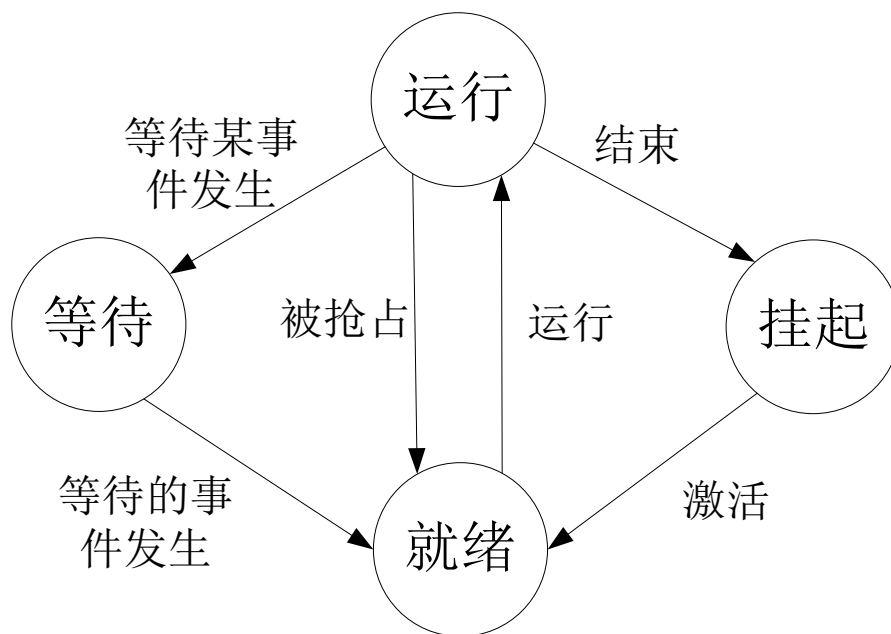 运行
等待某事
件发生
结束
等待
被抢占
运行
挂起
等待的事
件发生
激活
就绪